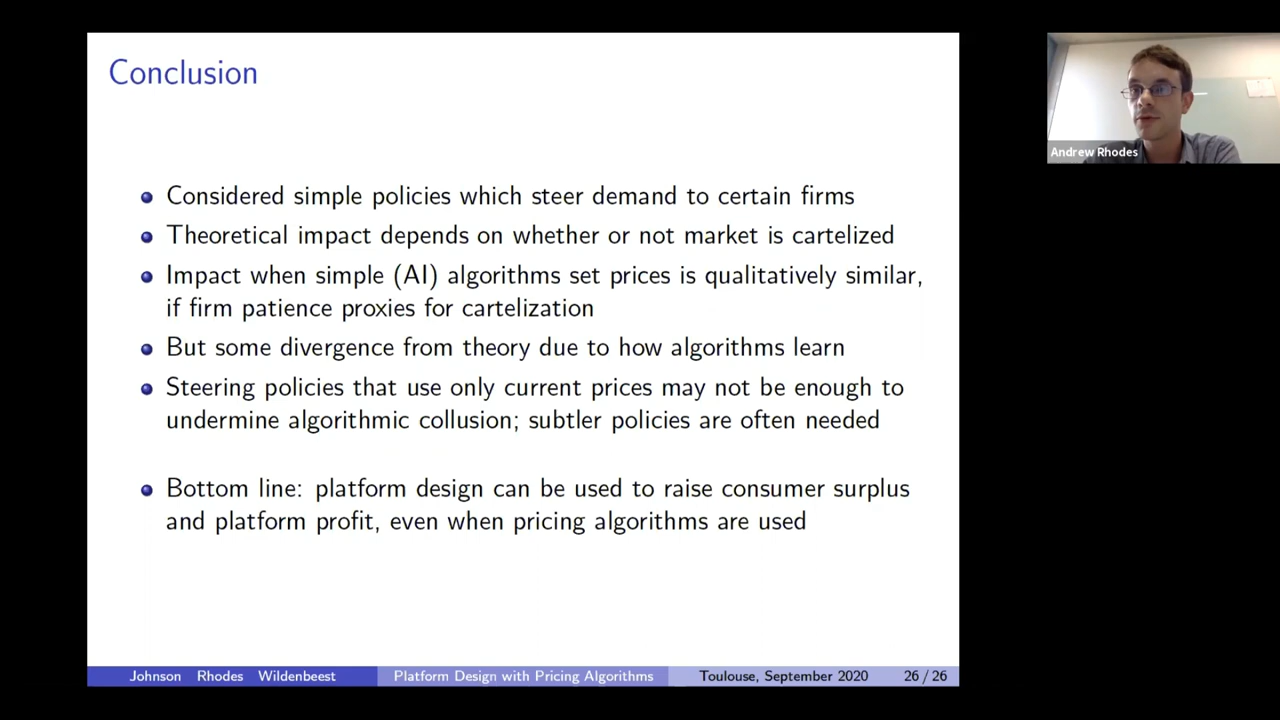 Conclusion
Andrew Rhodes
Considered simple policies which steer demand to certain firms
Theoretical impact depends on whether or not market is cartelized
Impact when simple (AI) algorithms set prices is qualitatively similar,
if firm patience proxies for cartelization
But some divergence from theory due to how algorithms learn
Steering policies that use only current prices may not be enough to
undermine algorithmic collusion; subtler policies are often needed
Bottom line: platform design can be used to raise consumer surplus
and platform profit, even when pricing algorithms are used
Johnson Rhodes Wildenbeest Platform Design with Pricing Algorithms Toulouse, September 2020 26 / 26